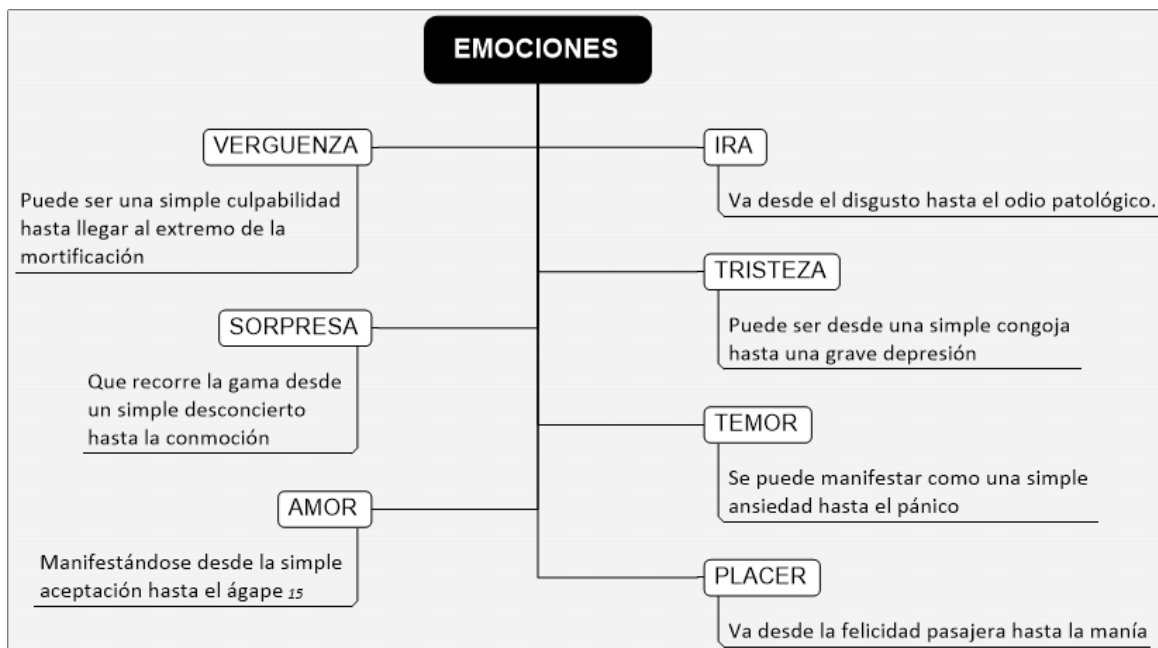 EMOCIONES
VERGUENZA
Puede ser una simple culpabilidad
hasta llegar al extremo de la
mortificación
SORPRESA
Que recorre la gama desde
un simple desconcierto
hasta la conmoción
AMOR
Manifestándose desde la simple
aceptación hasta el ágape 15
IRA
Va desde el disgusto hasta el odio patológico.
TRISTEZA
Puede ser desde una simple congoja
hasta una grave depresión
TEMOR
Se puede manifestar como una simple
ansiedad hasta el pánico
PLACER
Va desde la felicidad pasajera hasta la manía